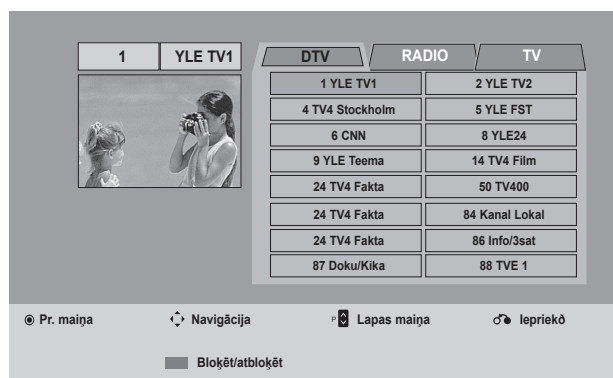 1 YLE TV1
DTV RADIO TV
1 YLE TV1 2 YLE TV2
4 TV4 Stockholm 5 YLE FST
6 CNN 8 YLE24
9 YLE Teema 14 TV4 Film
24 TV4 Fakta 50 TV400
24 TV4 Fakta 84 Kanal Lokal
24 TV4 Fakta 86 Info/3sat
87 Doku/Kika 88 TVE 1
Pr. maiņa Navigācija P Lapas maiņa Iepriekð
Bloķēt/atbloķēt